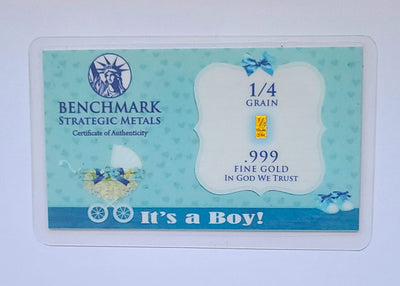 BENCHMARK
STRATEGIC METALS
Certificate of Authenticity
1/4
GRAIN
.999
FINE GOLD
IN GOD WE TRUST
It's a Boy!